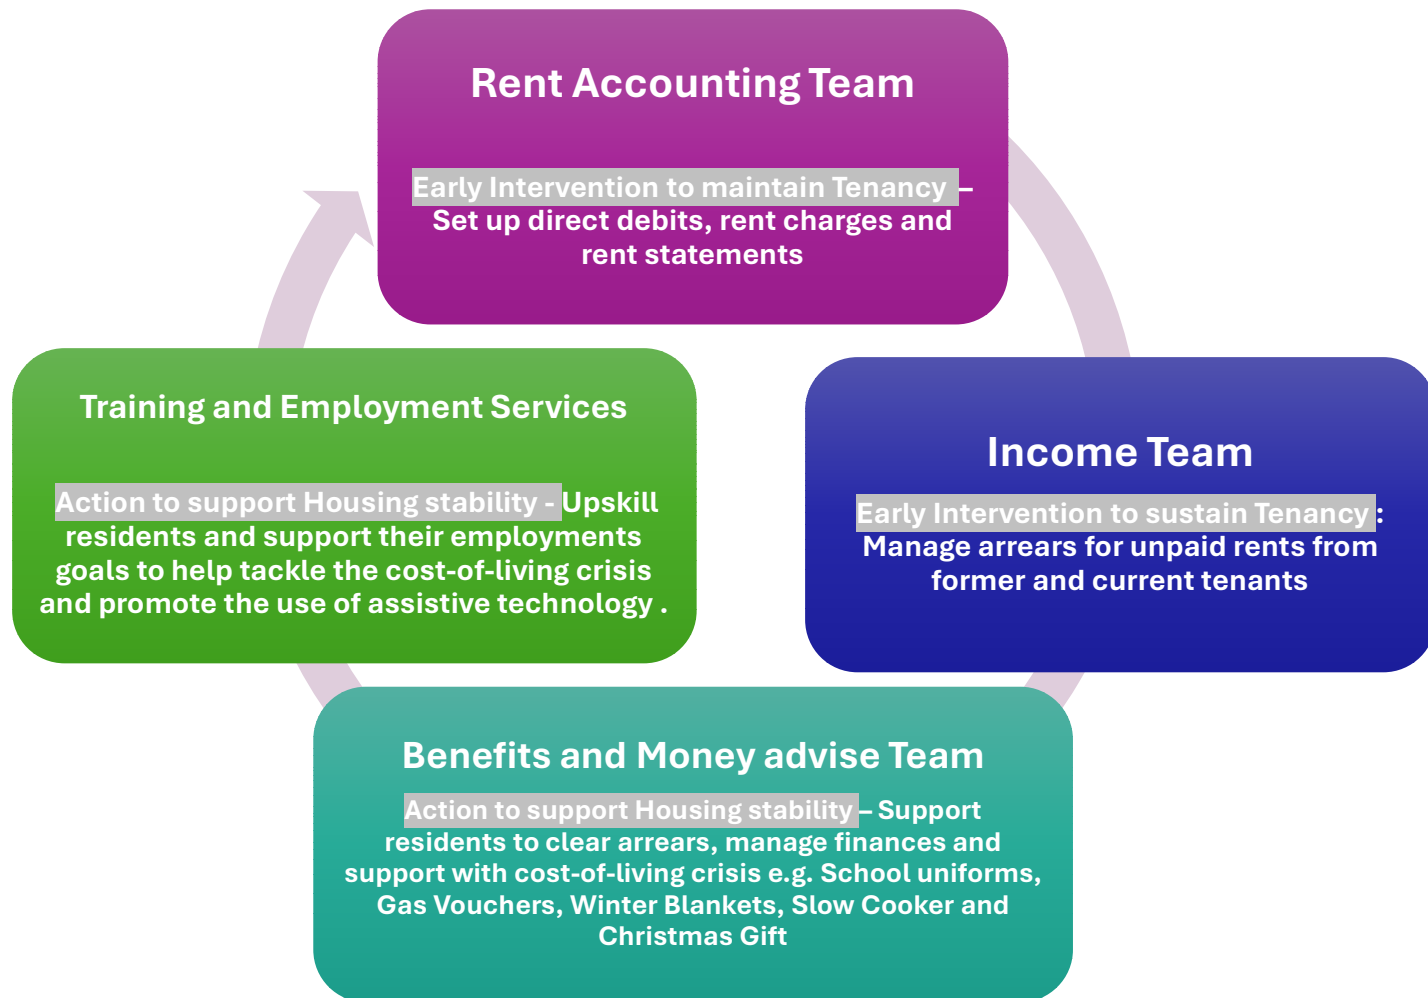 Rent Accounting Team
Early Intervention to maintain Tenancy –
Set up direct debits, rent charges and
rent statements
Training and Employment Services
Action to support Housing stability - Upskill
residents and support their employments
goals to help tackle the cost-of-living crisis
and promote the use of assistive technology .
Income Team
Early Intervention to sustain Tenancy :
Manage arrears for unpaid rents from
former and current tenants
Benefits and Money advise Team
Action to support Housing stability – Support
residents to clear arrears, manage finances and
support with cost-of-living crisis e.g. School uniforms,
Gas Vouchers, Winter Blankets, Slow Cooker and
Christmas Gift